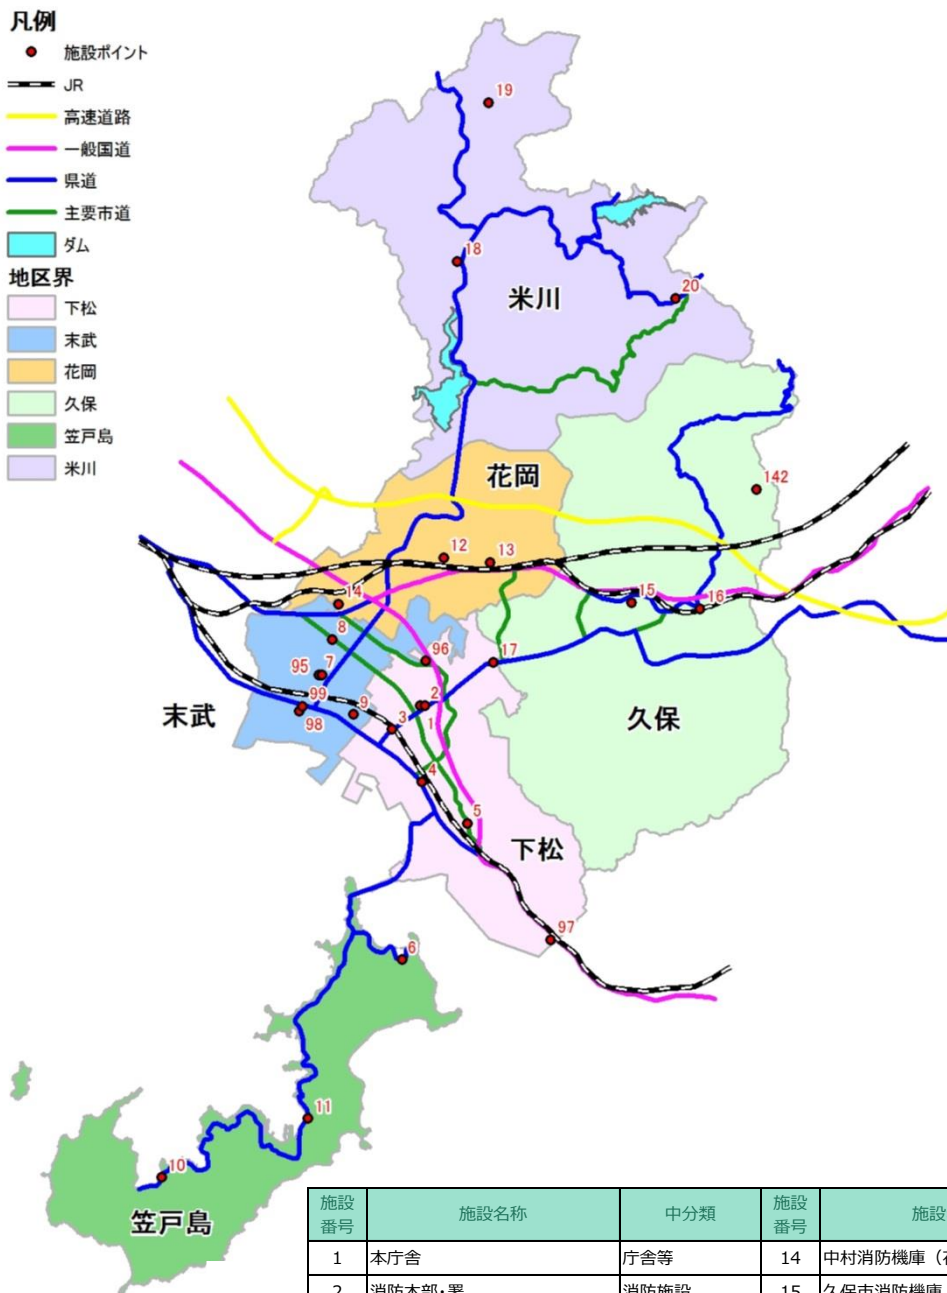 凡例
施設ポイント
JR
高速道路
一般国道
県道
主要市道
ダム
地区界
下松
末武
花岡
久保
笠戸島
米川
19
18
米川
20
花岡
142
12
13
14
15
16
8
96
17
95 7
99
2
末武
98
9
3
1
久保
4
5
下松
97
6
11
10
笠戸島
施設番号 施設名称 中分類 施設番号 施設
1 本庁舎 庁舎等 14 中村消防機庫
2 消防本部・署 消防施設 15 久保市消防機庫